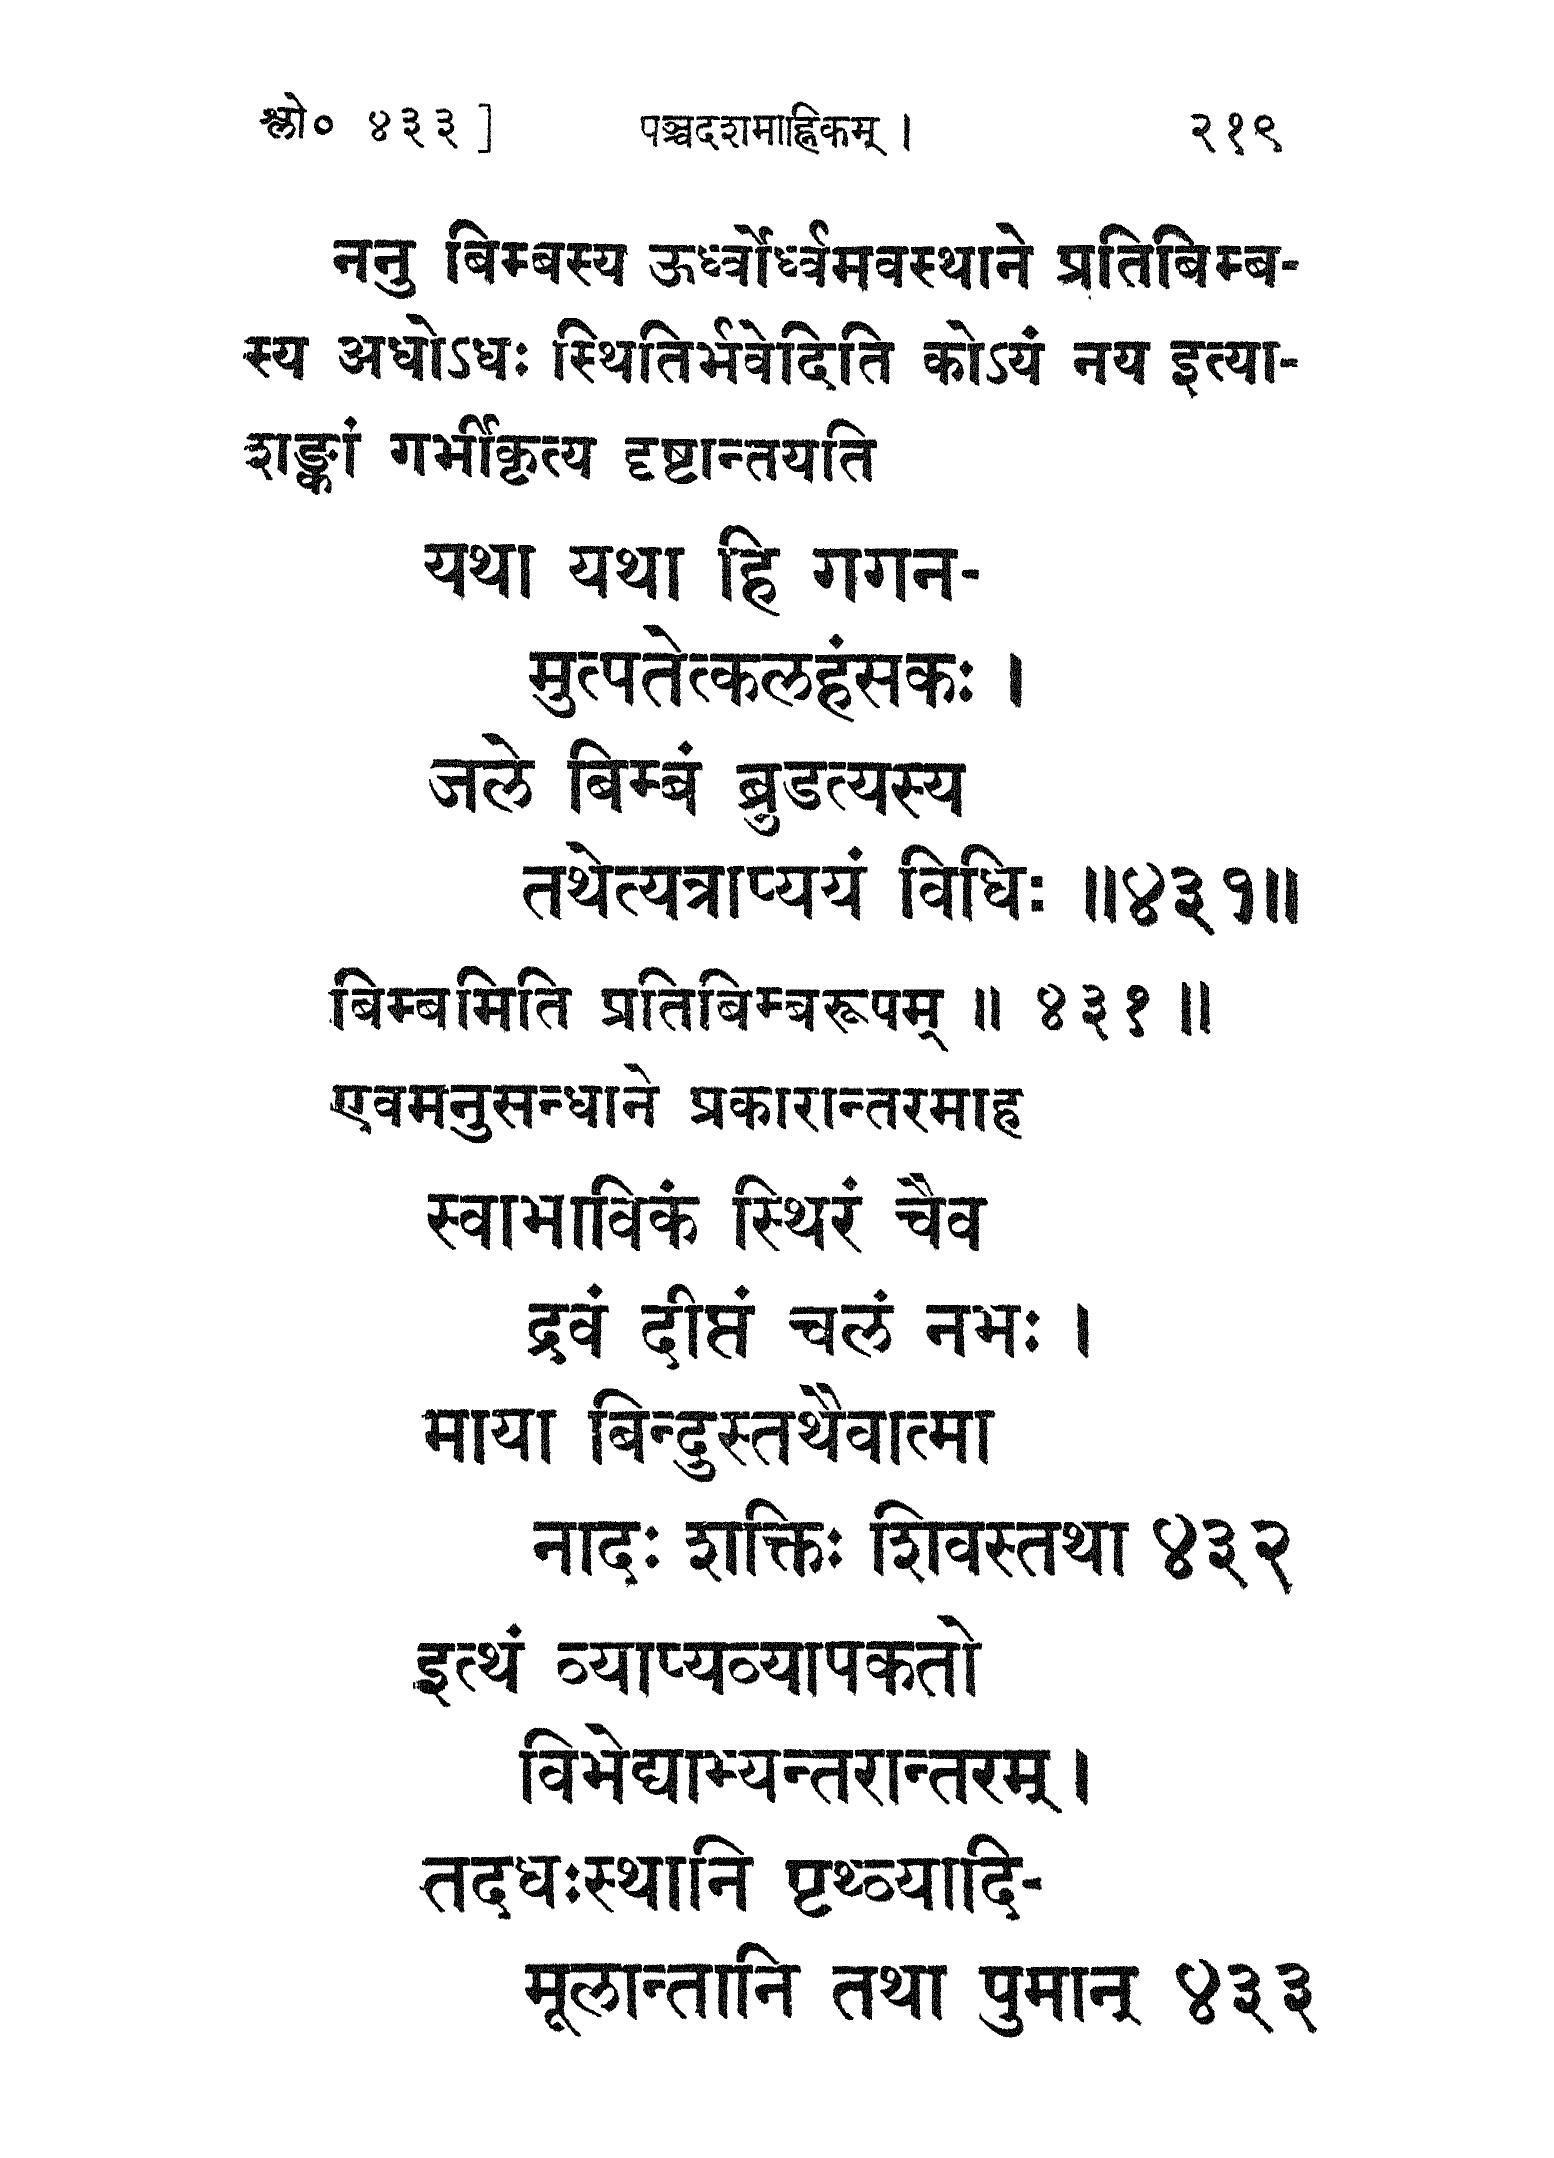 श्लो० ४३३] पञ्चदशमाह्निकम् । २१९
ननु बिम्बस्य ऊर्ध्वोर्ध्वमवस्थाने प्रतिबिम्ब-
स्य अधोऽधः स्थितिर्भवेदिति कोऽयं नय इत्या-
शङ्कां गर्भीकृत्य दृष्टान्तयति
यथा यथा हि गगन-
मुत्पतेत्कलहंसकः ।
जले बिम्बं ब्रुडत्यस्य
तथेत्यत्राप्ययं विधिः ॥४३१॥
बिम्बमिति प्रतिबिम्बरूपम् ॥ ४३१ ॥
एवमनुसन्धाने प्रकारान्तरमाह
स्वाभाविकं स्थिरं चैव
द्रवं दीप्तं चलं नभः ।
माया बिन्दुस्तथैवात्मा
नादः शक्तिः शिवस्तथा ४३२
इत्थं व्याप्यव्यापकतो
विभेद्याभ्यन्तरान्तरम् ।
तदधःस्थानि पृथ्व्यादि-
मूलान्तानि तथा पुमान् ४३३